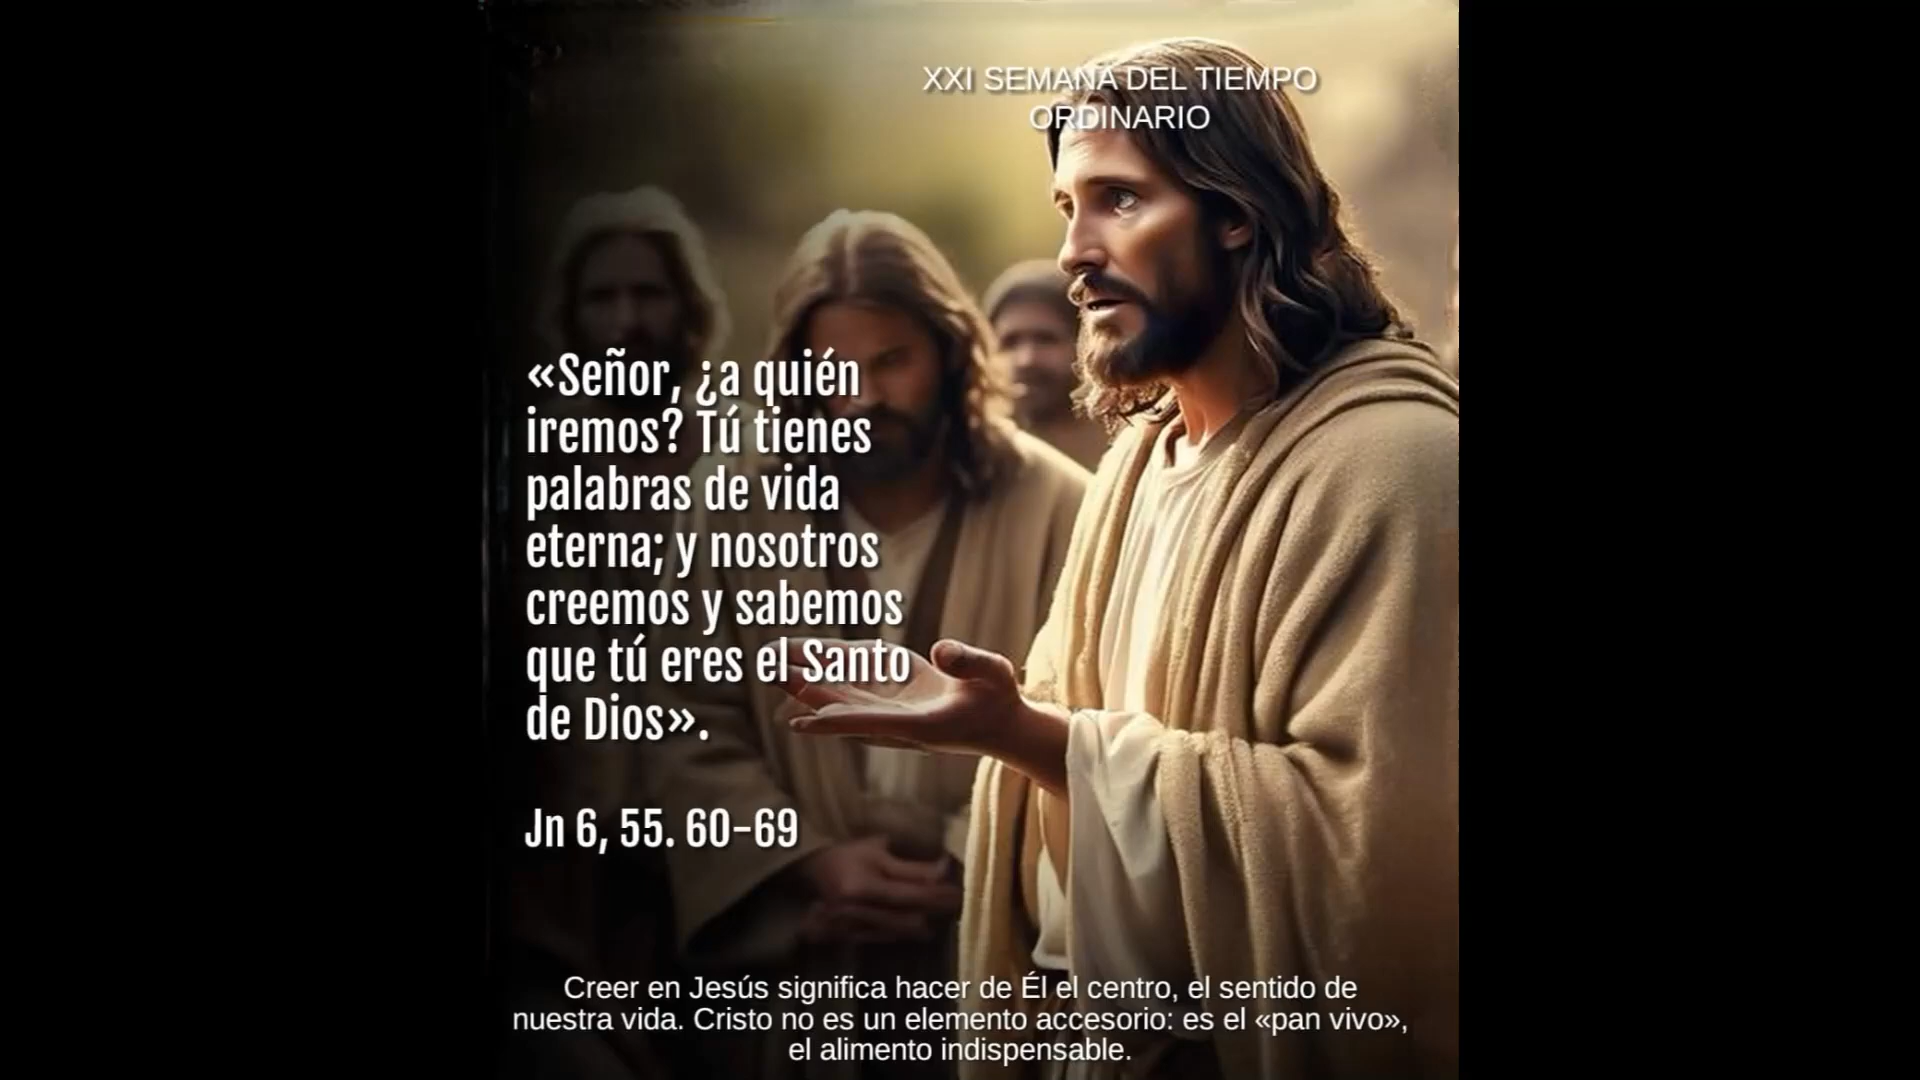 XXI SEMANA DEL TIEMPO
ORDINARIO
«Señor, ¿a quién
iremos? Tú tienes
palabras de vida
eterna; y nosotros
creemos y sabemos
que tú eres el Santo
de Dios».
Jn 6, 55. 60-69
Creer en Jesús significa hacer de Él el centro, el sentido de
nuestra vida. Cristo no es un elemento accesorio: es el «pan vivo»,
el alimento indispensable.